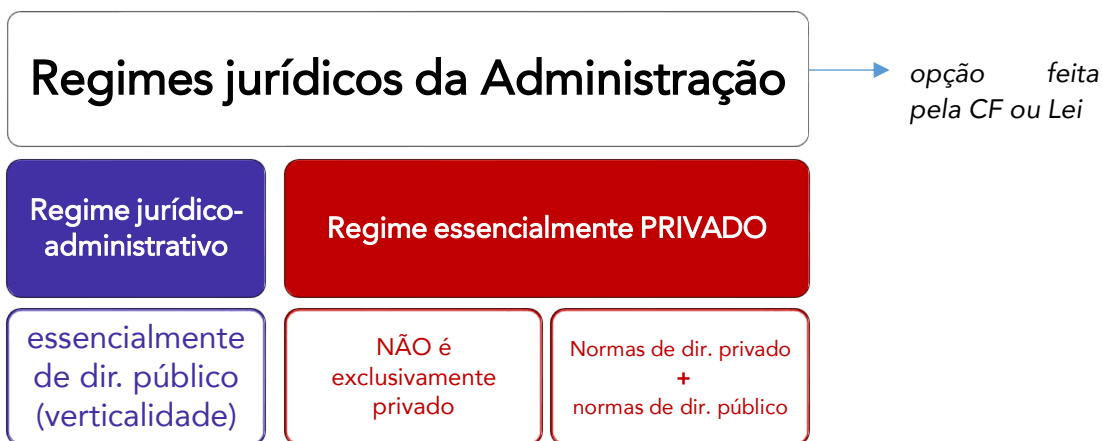 Regimes jurídicos da Administração
opção feita
pela CF ou Lei
Regime jurídico-
administrativo
Regime essencialmente PRIVADO
essencialmente
de dir. público
(verticalidade)
NÃO é
exclusivamente
privado
Normas de dir. privado
+
normas de dir. público